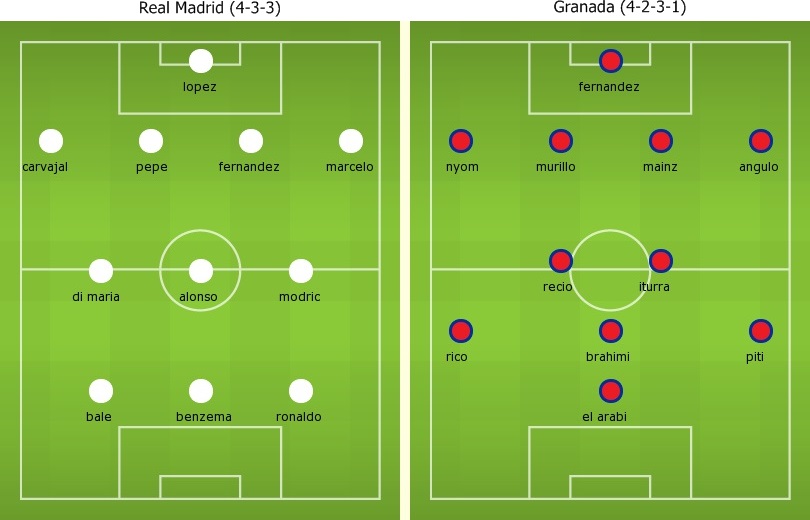 Real Madrid (4-3-3)
lopez
carvajal pepe fernandez marcelo
di maria alonso modric
bale benzema ronaldo
Granada (4-2-3-1)
fernandez
nyom murillo mainz angulo
recio iturra
rico brahimi piti
el arabi